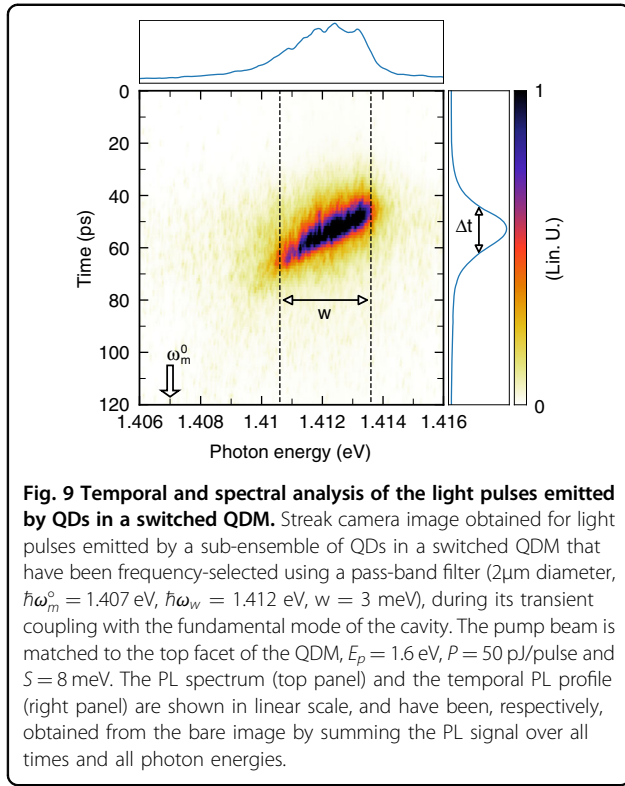 0
20
40
60
80
100
120
Time (ps)
1.406
1.408
1.41
1.412
1.414
1.416
Photon energy (eV)
w
ω⁰ₘ
Δt
1
0
(Lin. U.)
Fig. 9 Temporal and spectral analysis of the light pulses emitted
by QDs in a switched QDM. Streak camera image obtained for light
pulses emitted by a sub-ensemble of QDs in a switched QDM that
have been frequency-selected using a pass-band filter (2μm diameter,
ℏω°ₘ = 1.407 eV, ℏω_w = 1.412 eV, w = 3 meV), during its transient
coupling with the fundamental mode of the cavity. The pump beam is
matched to the top facet of the QDM, Eₚ = 1.6 eV, P = 50 pJ/pulse and
S = 8 meV. The PL spectrum (top panel) and the temporal PL profile
(right panel) are shown in linear scale, and have been, respectively,
obtained from the bare image by summing the PL signal over all
times and all photon energies.